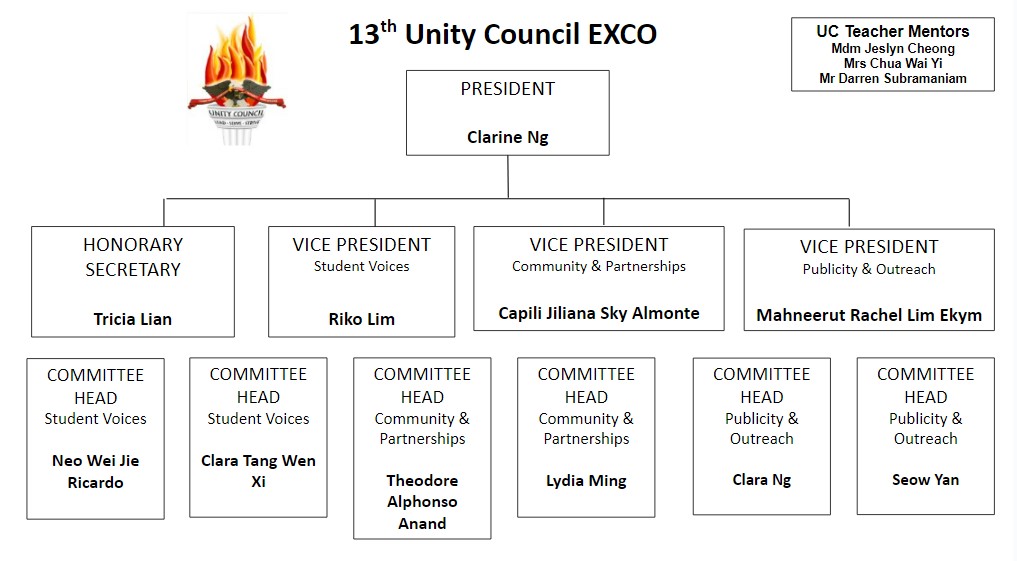 13th Unity Council EXCO
UC Teacher Mentors
Mdm Jeslyn Cheong
Mrs Chua Wai Yi
Mr Darren Subramaniam
UNITY COUNCIL
PRESIDENT
Clarine Ng
HONORARY
SECRETARY
Tricia Lian
VICE PRESIDENT
Student Voices
Riko Lim
VICE PRESIDENT
Community & Partnerships
Capili Jiliana Sky Almonte
VICE PRESIDENT
Publicity & Outreach
Mahneerut Rachel Lim Ekym
COMMITTEE
HEAD
Student Voices
Neo Wei Jie
Ricardo
COMMITTEE
HEAD
Student Voices
Clara Tang Wen
Xi
COMMITTEE
HEAD
Community &
Partnerships
Theodore
Alphonso
Anand
COMMITTEE
HEAD
Community &
Partnerships
Lydia Ming
COMMITTEE
HEAD
Publicity &
Outreach
Clara Ng
COMMITTEE
HEAD
Publicity &
Outreach
Seow Yan